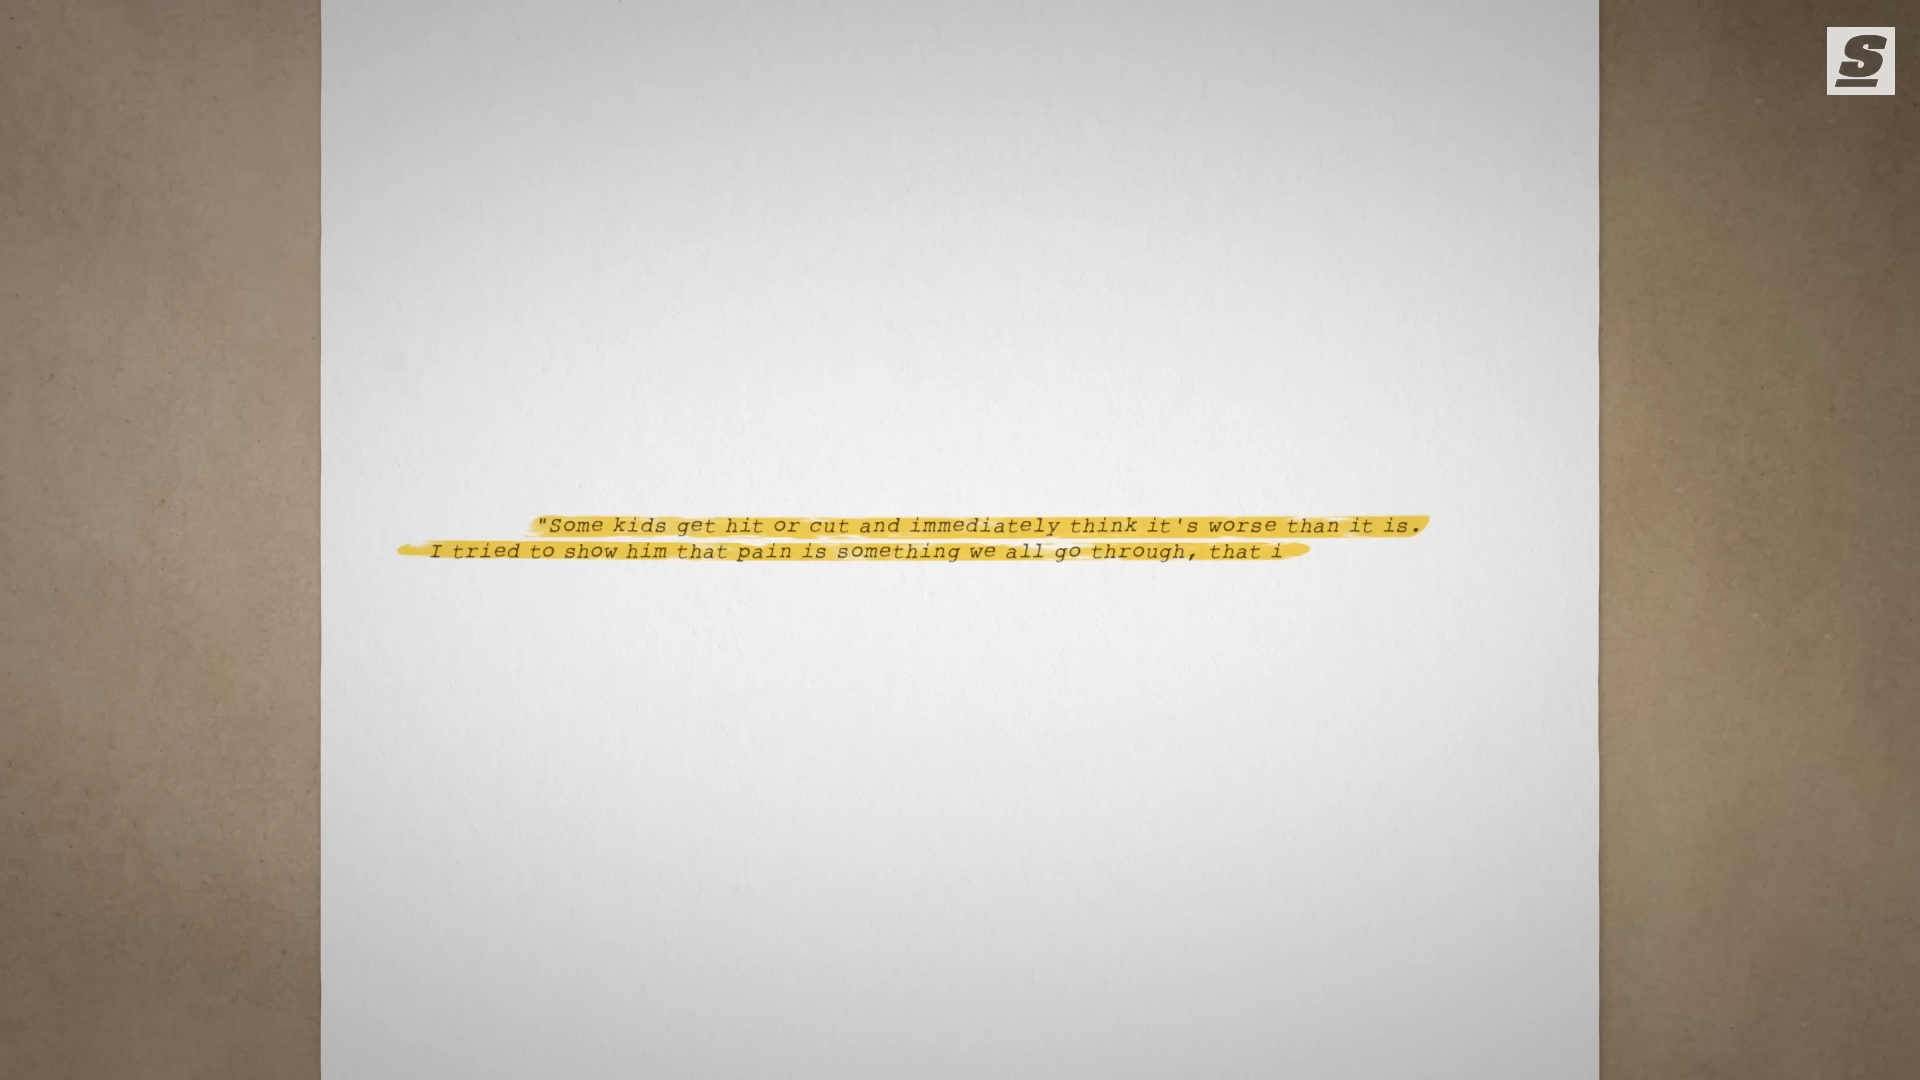 S
"Some kids get hit or cut and immediately think it's worse than it is.
I tried to show him that pain is something we all go through, that i